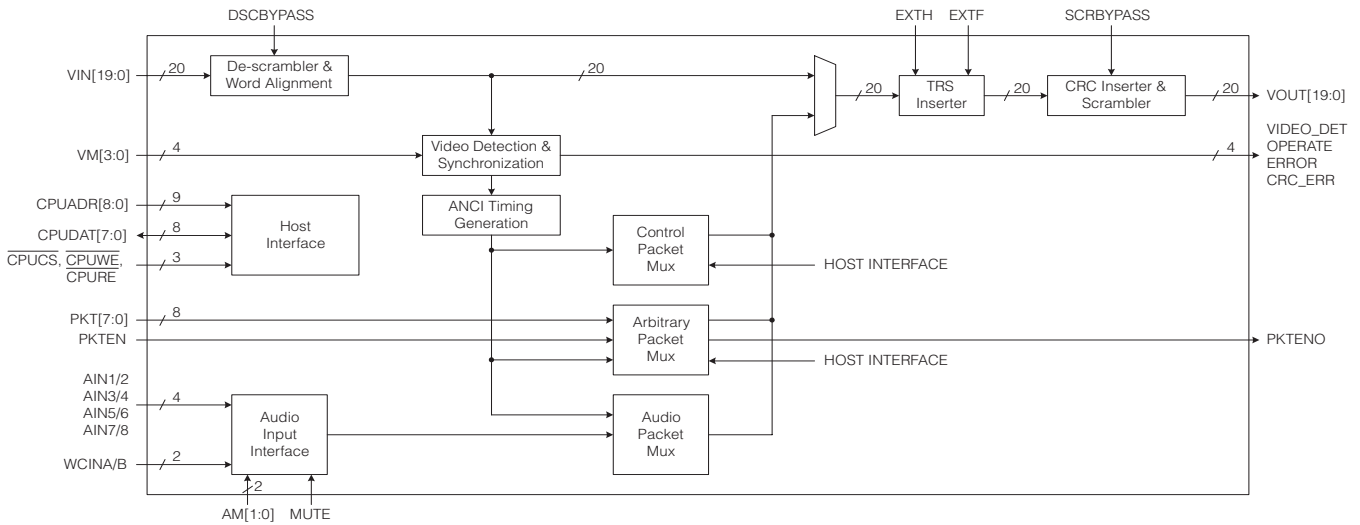 DSCBYPASS
EXTH
EXTF
SCRBYPASS
VIN[19:0]
20
De-scrambler &
Word Alignment
20
20
TRS
Inserter
20
CRC Inserter &
Scrambler
20
VOUT[19:0]
VM[3:0]
4
Video Detection &
Synchronization
4
VIDEO_DET
OPERATE
ERROR
CRC_ERR
CPUADR[8:0]
9
CPUDAT[7:0]
8
CPUCS, CPUWE,
CPURE
3
Host
Interface
ANCI Timing
Generation
Control
Packet
Mux
HOST INTERFACE
PKT[7:0]
8
PKTEN
Arbitrary
Packet
Mux
PKTENO
HOST INTERFACE
AIN1/2
AIN3/4
AIN5/6
AIN7/8
4
WCINA/B
2
Audio
Input
Interface
Audio
Packet
Mux
2
AM[1:0]
MUTE